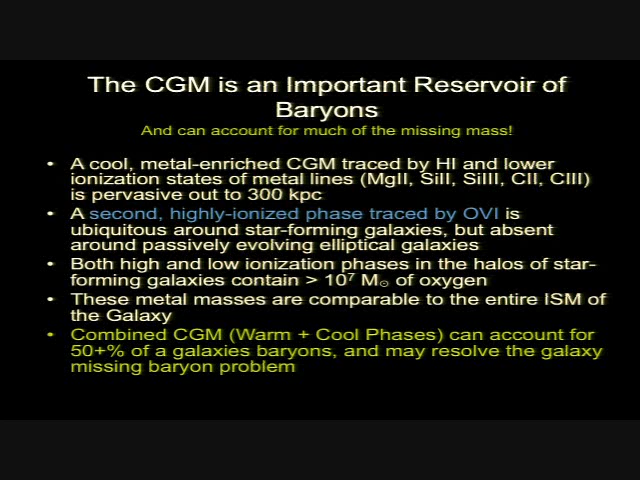 The CGM is an Important Reservoir of
Baryons
And can account for much of the missing mass!
• A cool, metal-enriched CGM traced by HI and lower
ionization states of metal lines (MgII, SiII, SiIII, CII, CIII)
is pervasive out to 300 kpc
• A second, highly-ionized phase traced by OVI is
ubiquitous around star-forming galaxies, but absent
around passively evolving elliptical galaxies
• Both high and low ionization phases in the halos of star-
forming galaxies contain > 10⁷ M☉ of oxygen
• These metal masses are comparable to the entire ISM of
the Galaxy
• Combined CGM (Warm + Cool Phases) can account for
50+% of a galaxies baryons, and may resolve the galaxy
missing baryon problem